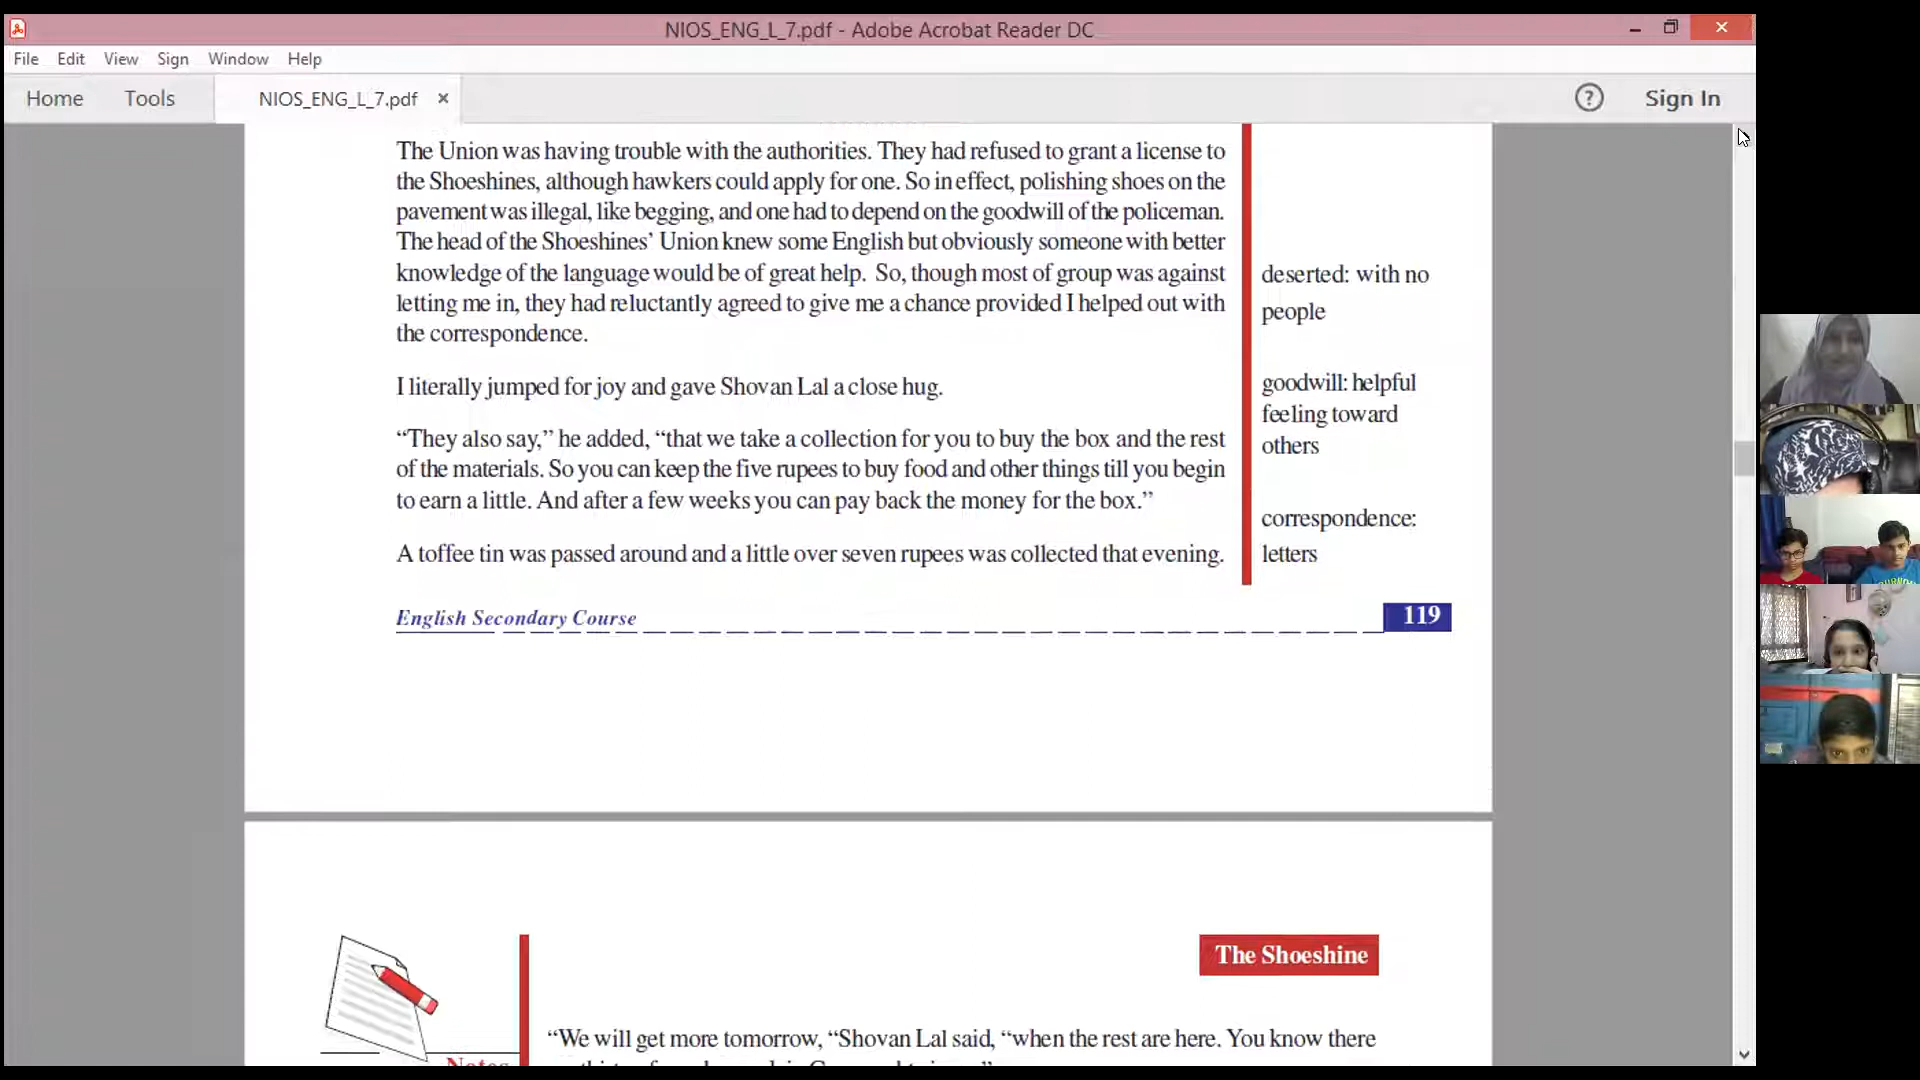 NIOS_ENG_L_7.pdf - Adobe Acrobat Reader DC
File Edit View Sign Window Help
Home Tools NIOS_ENG_L_7.pdf Sign In
The Union was having trouble with the authorities. They had refused to grant a license to
the Shoeshines, although hawkers could apply for one. So in effect, polishing shoes on the
pavement was illegal, like begging, and one had to depend on the goodwill of the policeman.
The head of the Shoeshines' Union knew some English but obviously someone with better
knowledge of the language would be of great help. So, though most of group was against
letting me in, they had reluctantly agreed to give me a chance provided I helped out with
the correspondence.
I literally jumped for joy and gave Shovan Lal a close hug.
“They also say,” he added, “that we take a collection for you to buy the box and the rest
of the materials. So you can keep the five rupees to buy food and other things till you begin
to earn a little. And after a few weeks you can pay back the money for the box.”
A toffee tin was passed around and a little over seven rupees was collected that evening.
deserted: with no
people
goodwill: helpful
feeling toward
others
correspondence:
letters
English Secondary Course
119
The Shoeshine
“We will get more tomorrow, “Shovan Lal said, “when the rest are here. You know there
Notes